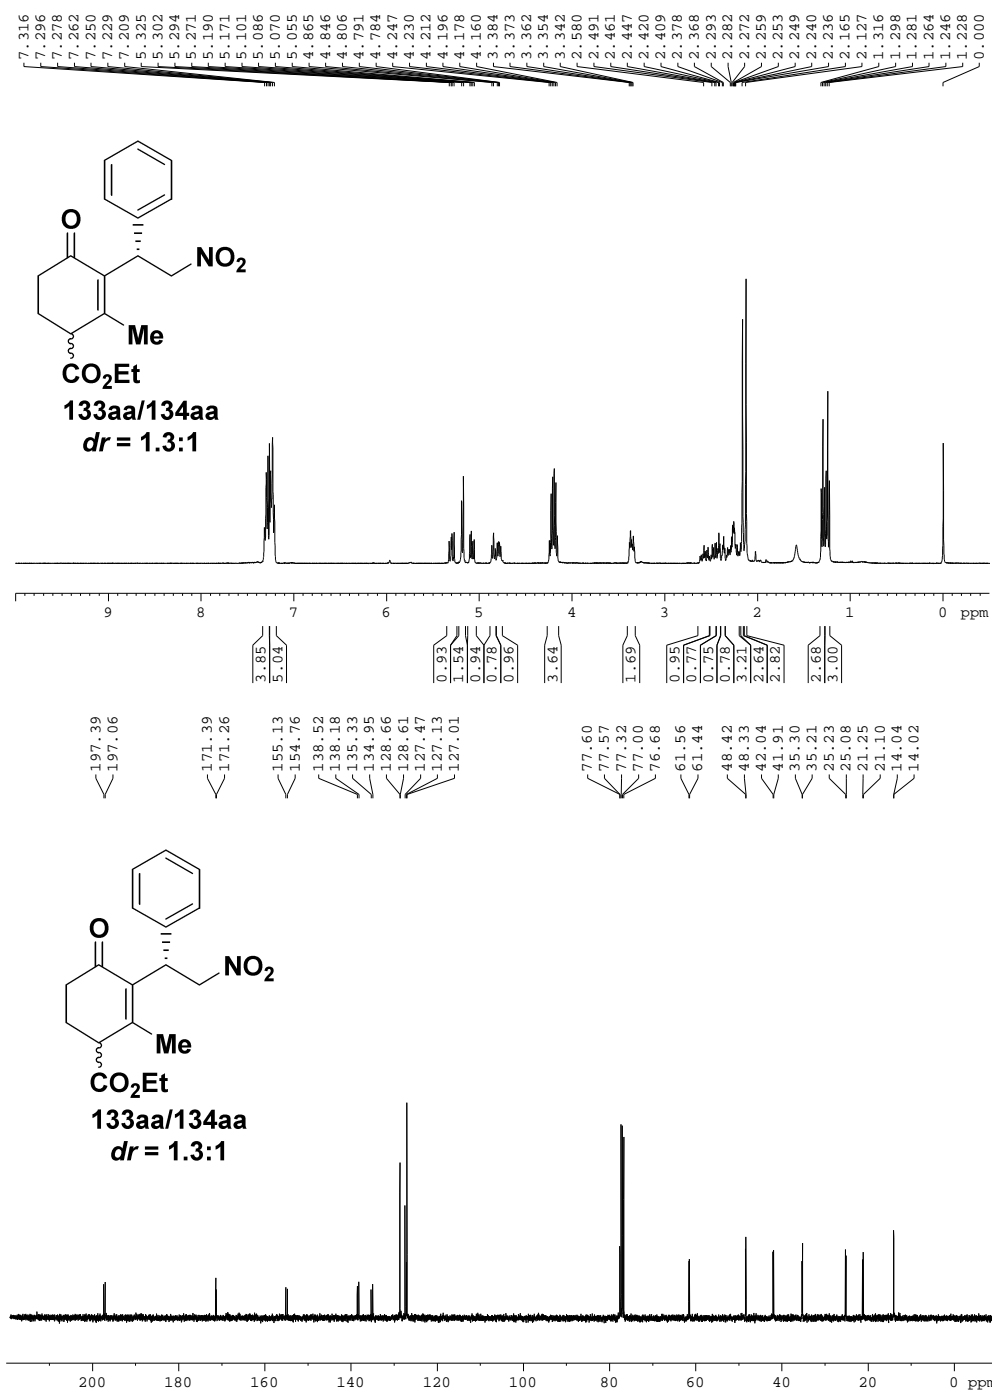 7.316 7.296 7.278 7.262 7.250 7.229 7.209 5.325 5.302 5.294 5.271 5.190 5.171 5.101 5.086 5.070 5.055 4.865 4.846 4.806 4.791 4.784 4.247 4.230 4.212 4.196 4.178 4.160 3.384 3.373 3.362 3.354 3.342 2.580 2.491 2.461 2.447 2.420 2.409 2.378 2.368 2.293 2.282 2.272 2.259 2.253 2.249 2.240 2.236 2.165 2.127 1.316 1.298 1.281 1.264 1.246 1.228 0.000
O
NO2
Me
CO2Et
133aa/134aa
dr = 1.3:1
9 8 7 6 5 4 3 2 1 0 ppm
3.85 5.04 0.93 1.54 0.94 0.78 0.96 3.64 1.69 0.95 0.77 0.75 0.78 3.21 2.64 2.82 2.68 3.00
197.39 197.06 171.39 171.26 155.13 154.76 138.52 138.18 135.33 134.95 128.66 128.61 127.47 127.13 127.01 77.60 77.57 77.32 77.00 76.68 61.56 61.44 48.42 48.33 42.04 41.91 35.30 35.21 25.23 25.08 21.25 21.10 14.04 14.02
O
NO2
Me
CO2Et
133aa/134aa
dr = 1.3:1
200 180 160 140 120 100 80 60 40 20 0 ppm